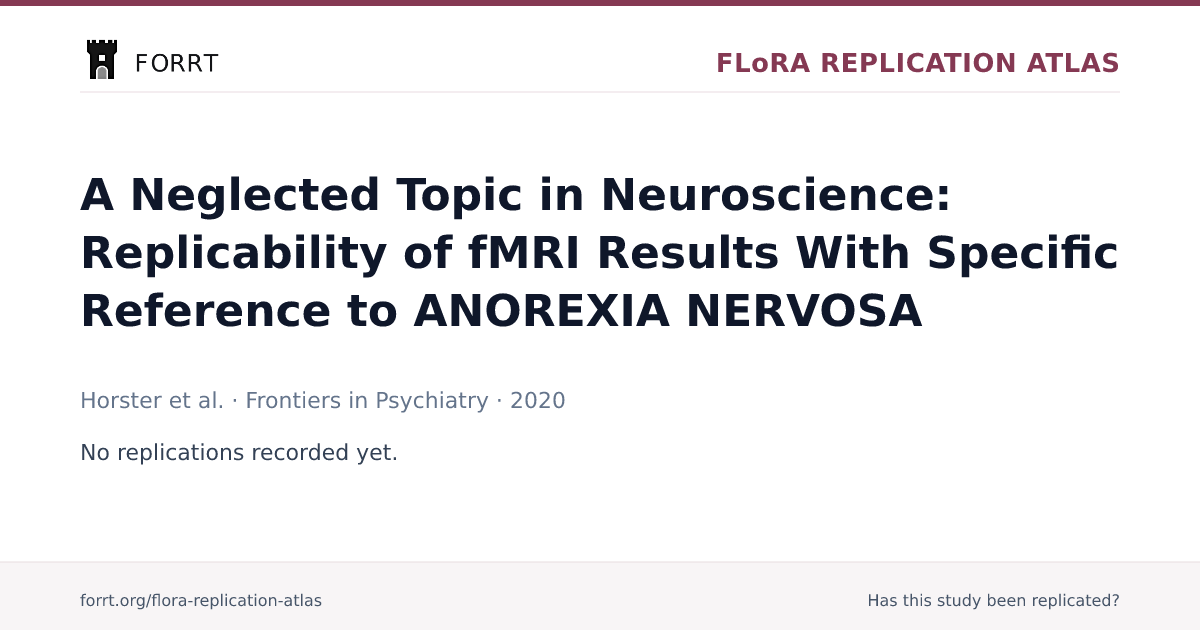 FORRT
FLoRA REPLICATION ATLAS
A Neglected Topic in Neuroscience:
Replicability of fMRI Results With Specific
Reference to ANOREXIA NERVOSA
Horster et al. · Frontiers in Psychiatry · 2020
No replications recorded yet.
forrt.org/flora-replication-atlas
Has this study been replicated?